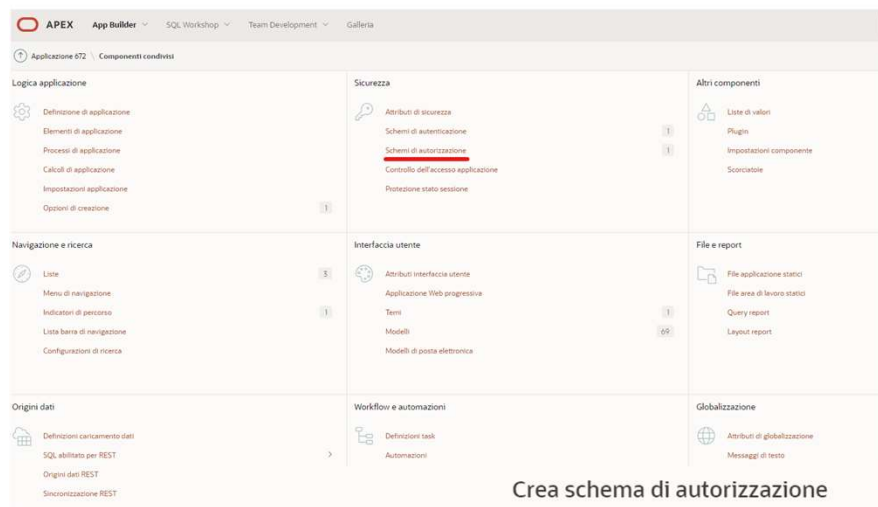 APEX App Builder SQL Workshop Team Development Galleria
Applicazione 672 \ Componenti condivisi
Logica applicazione
Definizione di applicazione
Elementi di applicazione
Processi di applicazione
Calcoli di applicazione
Impostazioni applicazione
Opzioni di creazione 1
Sicurezza
Attributi di sicurezza
Schemi di autenticazione 1
Schemi di autorizzazione 1
Controllo dell'accesso applicazione
Protezione stato sessione
Altri componenti
Liste di valori
Plugin
Impostazioni componente
Scorciatoie
Navigazione e ricerca
Liste 3
Menu di navigazione
Indicatori di percorso 1
Lista barra di navigazione
Configurazioni di ricerca
Interfaccia utente
Attributi interfaccia utente
Applicazione Web progressiva
Temi 1
Modelli 69
Modelli di posta elettronica
File e report
File applicazione statici
File area di lavoro statici
Query report
Layout report
Origini dati
Definizioni caricamento dati
SQL abilitato per REST
Origini dati REST
Sincronizzazione REST
Workflow e automazioni
Definizioni task
Automazioni
Globalizzazione
Attributi di globalizzazione
Messaggi di testo
Crea schema di autorizzazione